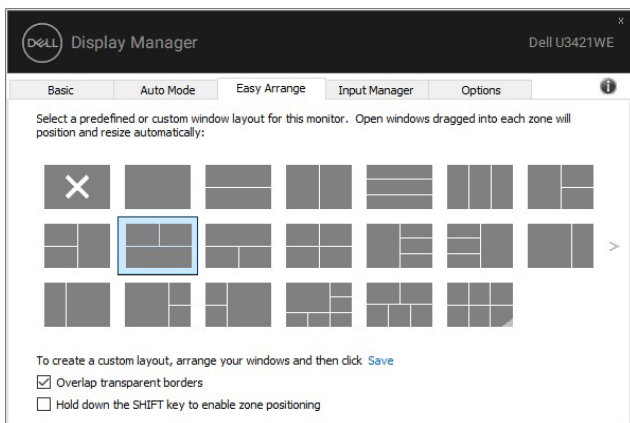 DELL Display Manager
Dell U3421WE
Basic
Auto Mode
Easy Arrange
Input Manager
Options
Select a predefined or custom window layout for this monitor. Open windows dragged into each zone will
position and resize automatically:
To create a custom layout, arrange your windows and then click Save
Overlap transparent borders
Hold down the SHIFT key to enable zone positioning